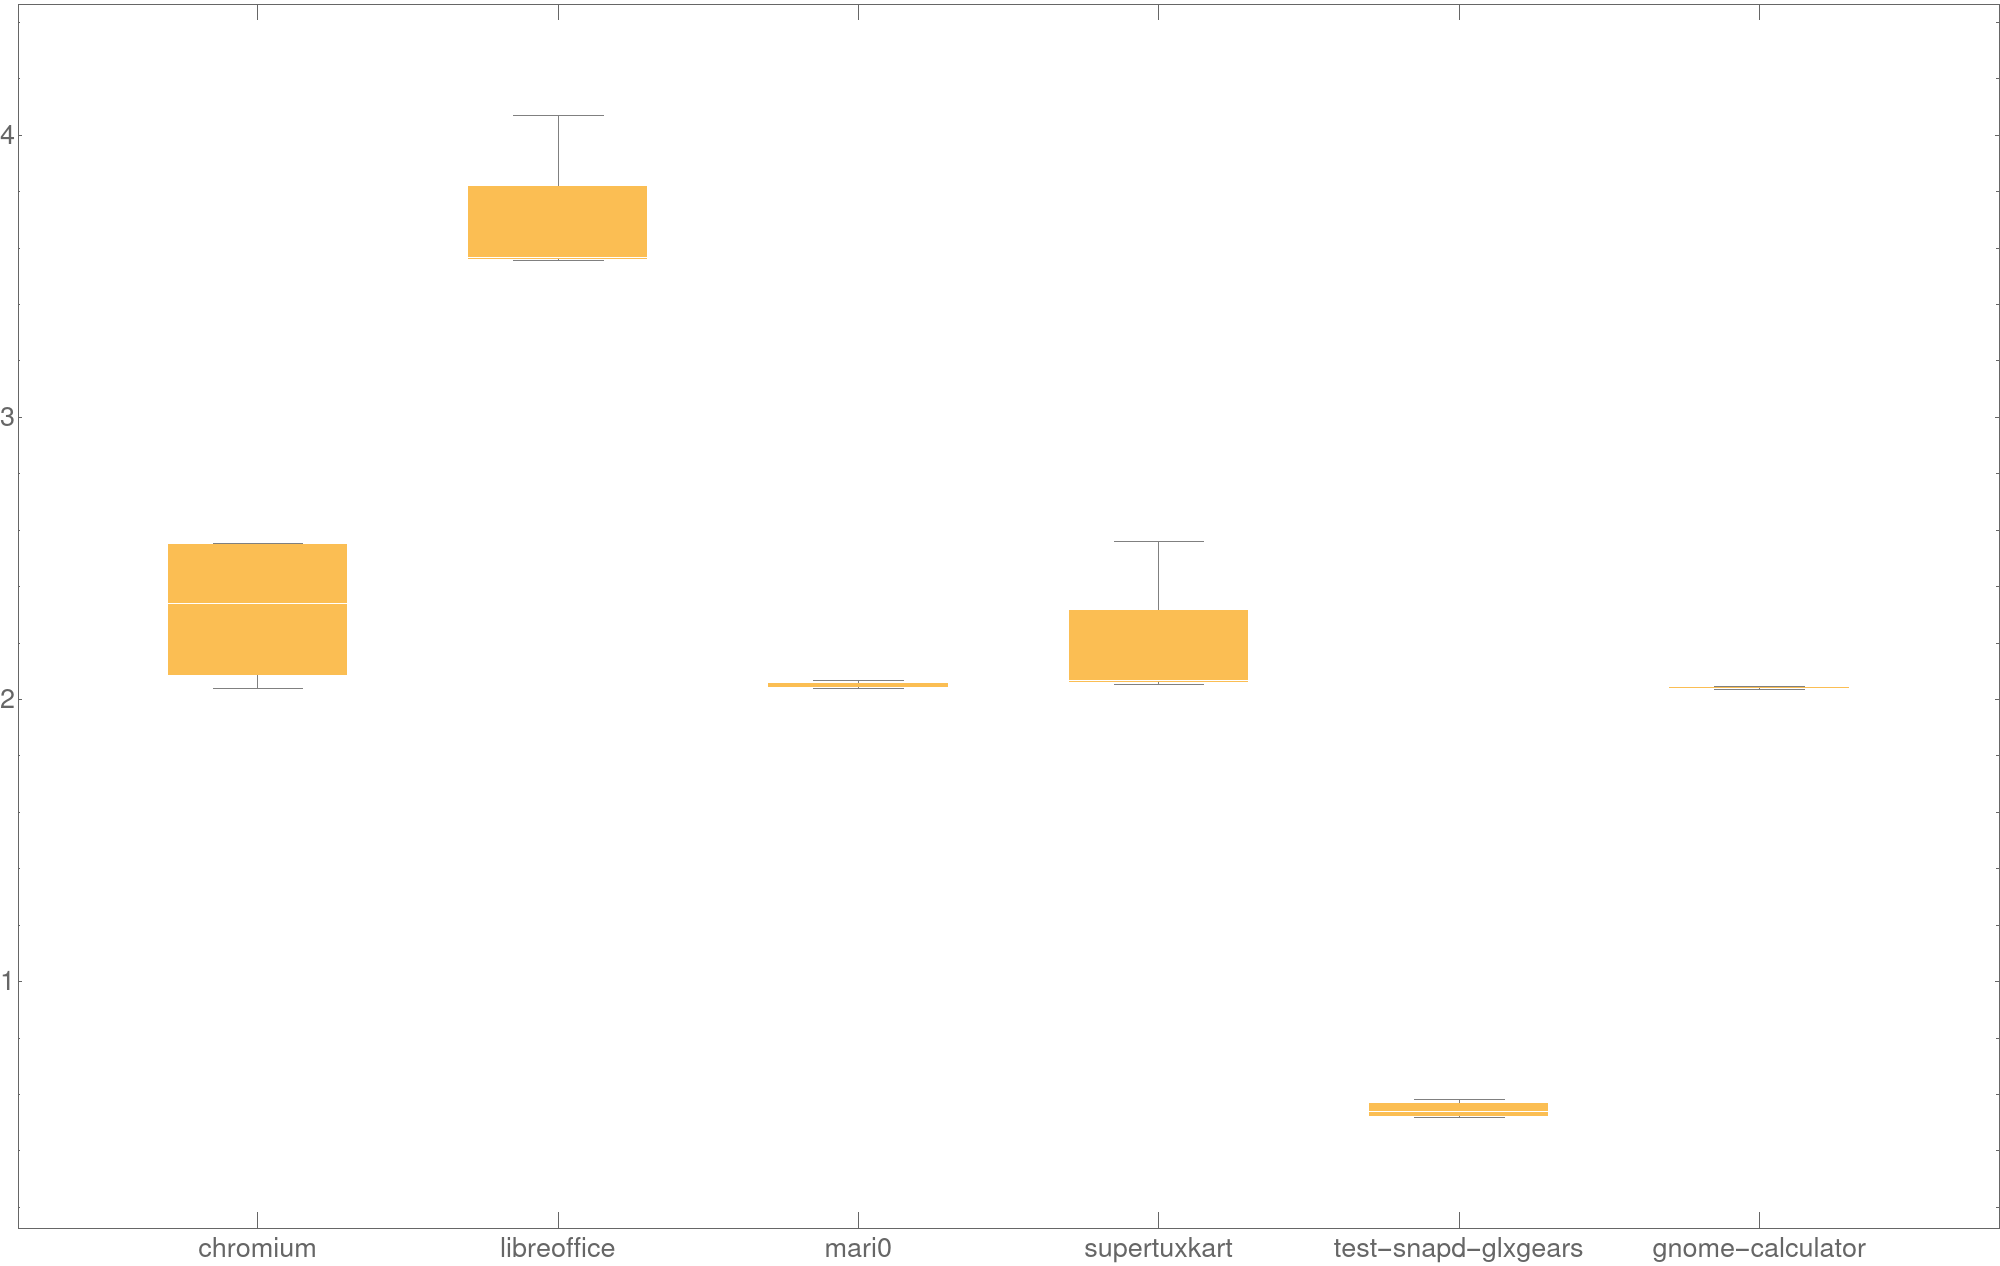 4
3
2
1
chromium libreoffice mari0 supertuxkart test-snapd-glxgears gnome-calculator